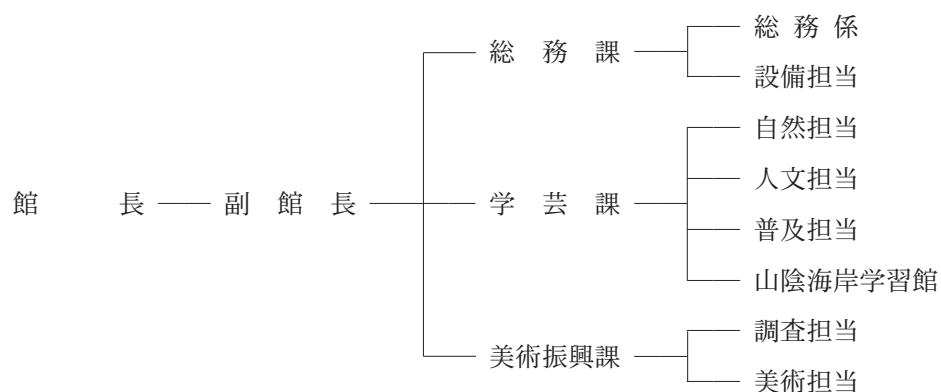 総務係
総務課
設備担当
自然担当
人文担当
館長
副館長
学芸課
普及担当
山陰海岸学習館
調査担当
美術振興課
美術担当